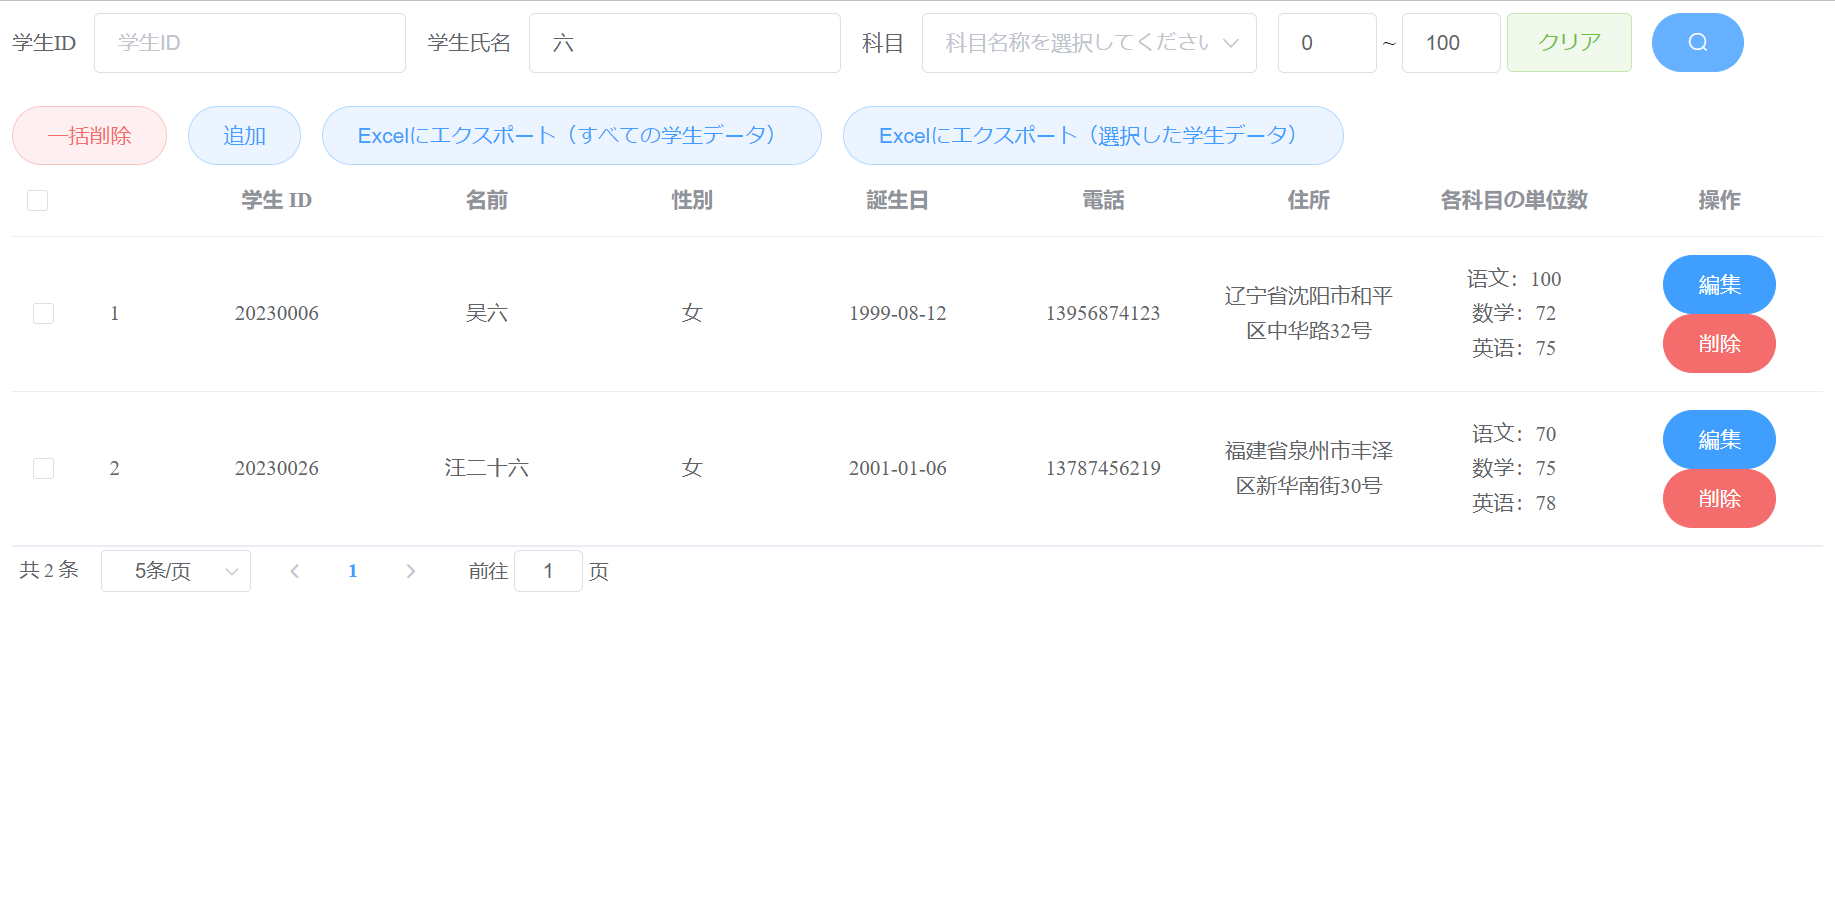 学生ID 学生ID 学生氏名 六 科目 科目名称を選択してください 0 ~ 100 クリア
一括削除 追加 Excelにエクスポート（すべての学生データ） Excelにエクスポート（選択した学生データ）
学生 ID 名前 性別 誕生日 電話 住所 各科目の単位数 操作
1 20230006 吴六 女 1999-08-12 13956874123
辽宁省沈阳市和平
区中华路32号
语文：100
数学：72
英语：75
編集
削除
2 20230026 汪二十六 女 2001-01-06 13787456219
福建省泉州市丰泽
区新华南街30号
语文：70
数学：75
英语：78
編集
削除
共 2 条 5条/页 1 前往 1 页